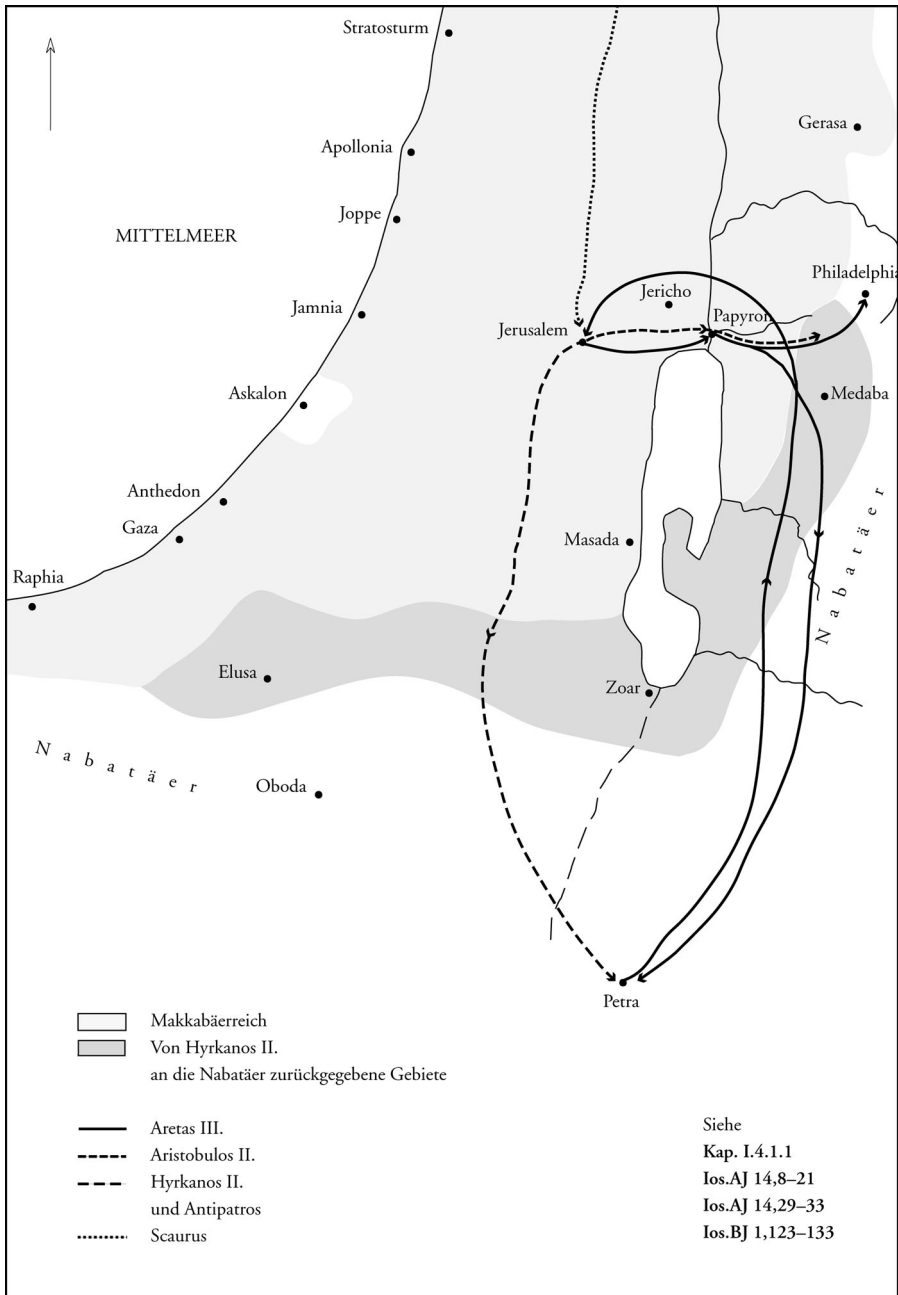 Stratosturm
Gerasa
Apollonia
Joppe
MITTELMEER
Philadelphia
Jericho
Jamnia
Papyron
Jerusalem
Askalon
Medaba
Anthedon
Gaza
Masada
Raphia
Nabatäer
Elusa
Zoar
Nabatäer
Oboda
Petra
Makkabäerreich
Von Hyrkanos II.
an die Nabatäer zurückgegebene Gebiete
Aretas III.
Aristobulos II.
Hyrkanos II.
und Antipatros
Scaurus
Siehe
Kap. I.4.1.1
Ios.AJ 14,8–21
Ios.AJ 14,29–33
Ios.BJ 1,123–133